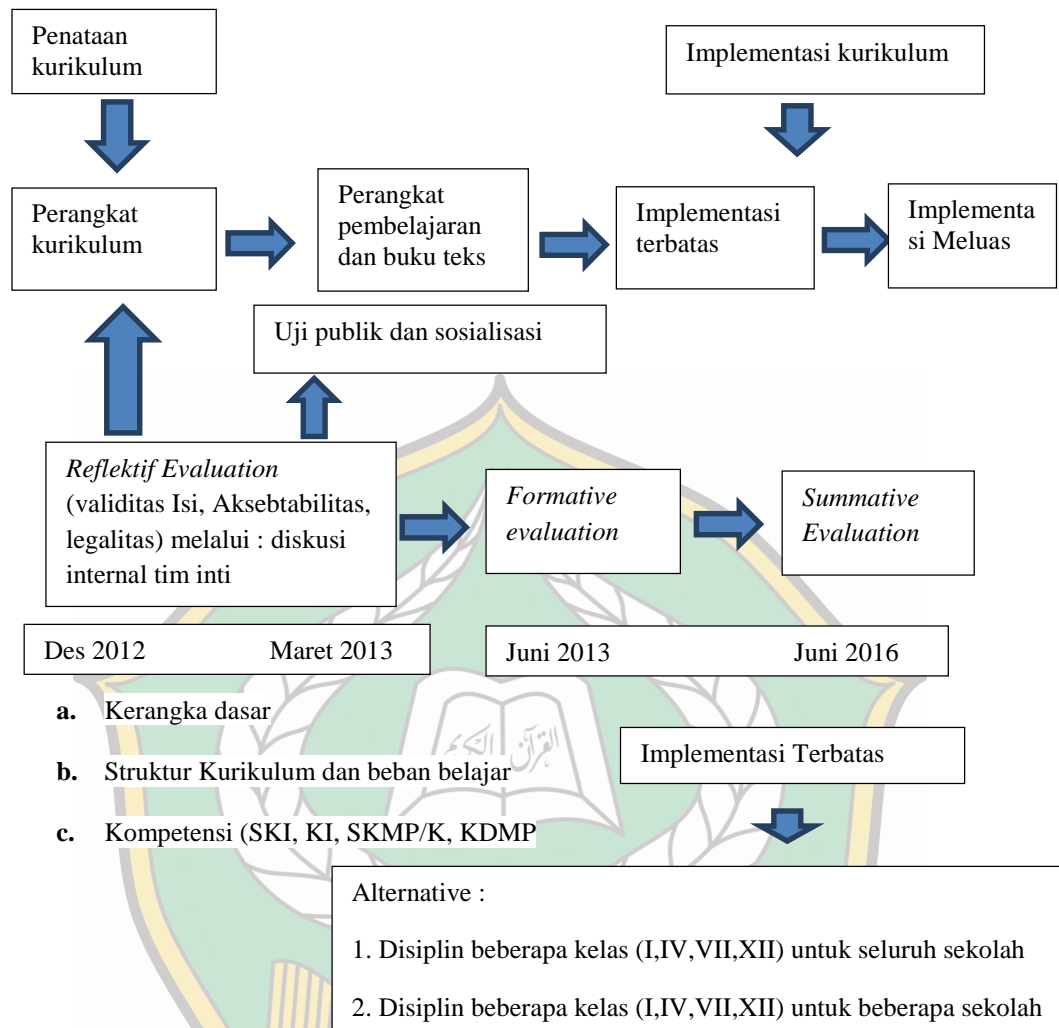 Penataan
kurikulum
Implementasi kurikulum
Perangkat
kurikulum
Perangkat
pembelajaran
dan buku teks
Implementasi
terbatas
Implementa
si Meluas
Uji publik dan sosialisasi
Reflektif Evaluation
(validitas Isi, Aksebtabilitas,
legalitas) melalui : diskusi
internal tim inti
Formative
evaluation
Summative
Evaluation
Des 2012 Maret 2013
Juni 2013 Juni 2016
a. Kerangka dasar
b. Struktur Kurikulum dan beban belajar
c. Kompetensi (SKI, KI, SKMP/K, KDMP
القرآن الكريم
Implementasi Terbatas
Alternative :
1. Disiplin beberapa kelas (I,IV,VII,XII) untuk seluruh sekolah
2. Disiplin beberapa kelas (I,IV,VII,XII) untuk beberapa sekolah